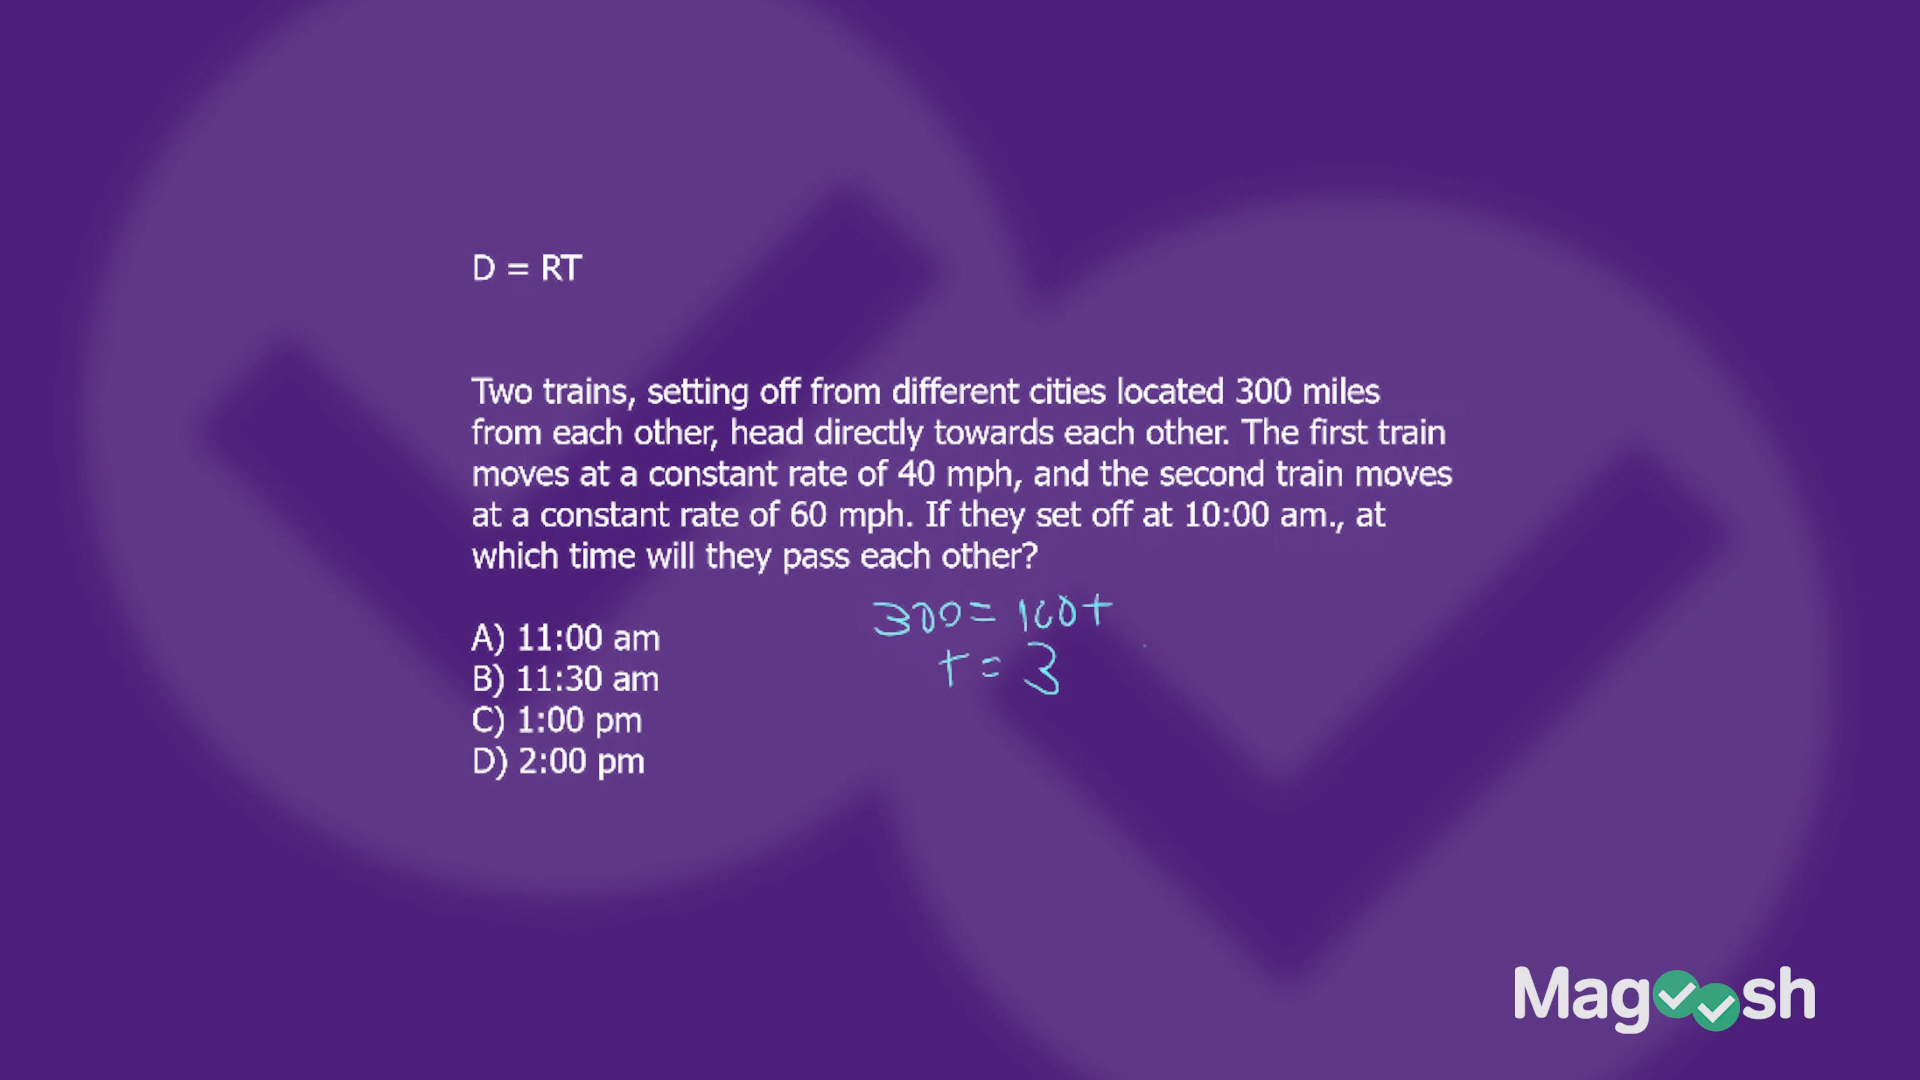 D = RT
Two trains, setting off from different cities located 300 miles
from each other, head directly towards each other. The first train
moves at a constant rate of 40 mph, and the second train moves
at a constant rate of 60 mph. If they set off at 10:00 am., at
which time will they pass each other?
300 = 100t
t = 3
A) 11:00 am
B) 11:30 am
C) 1:00 pm
D) 2:00 pm
Magoosh